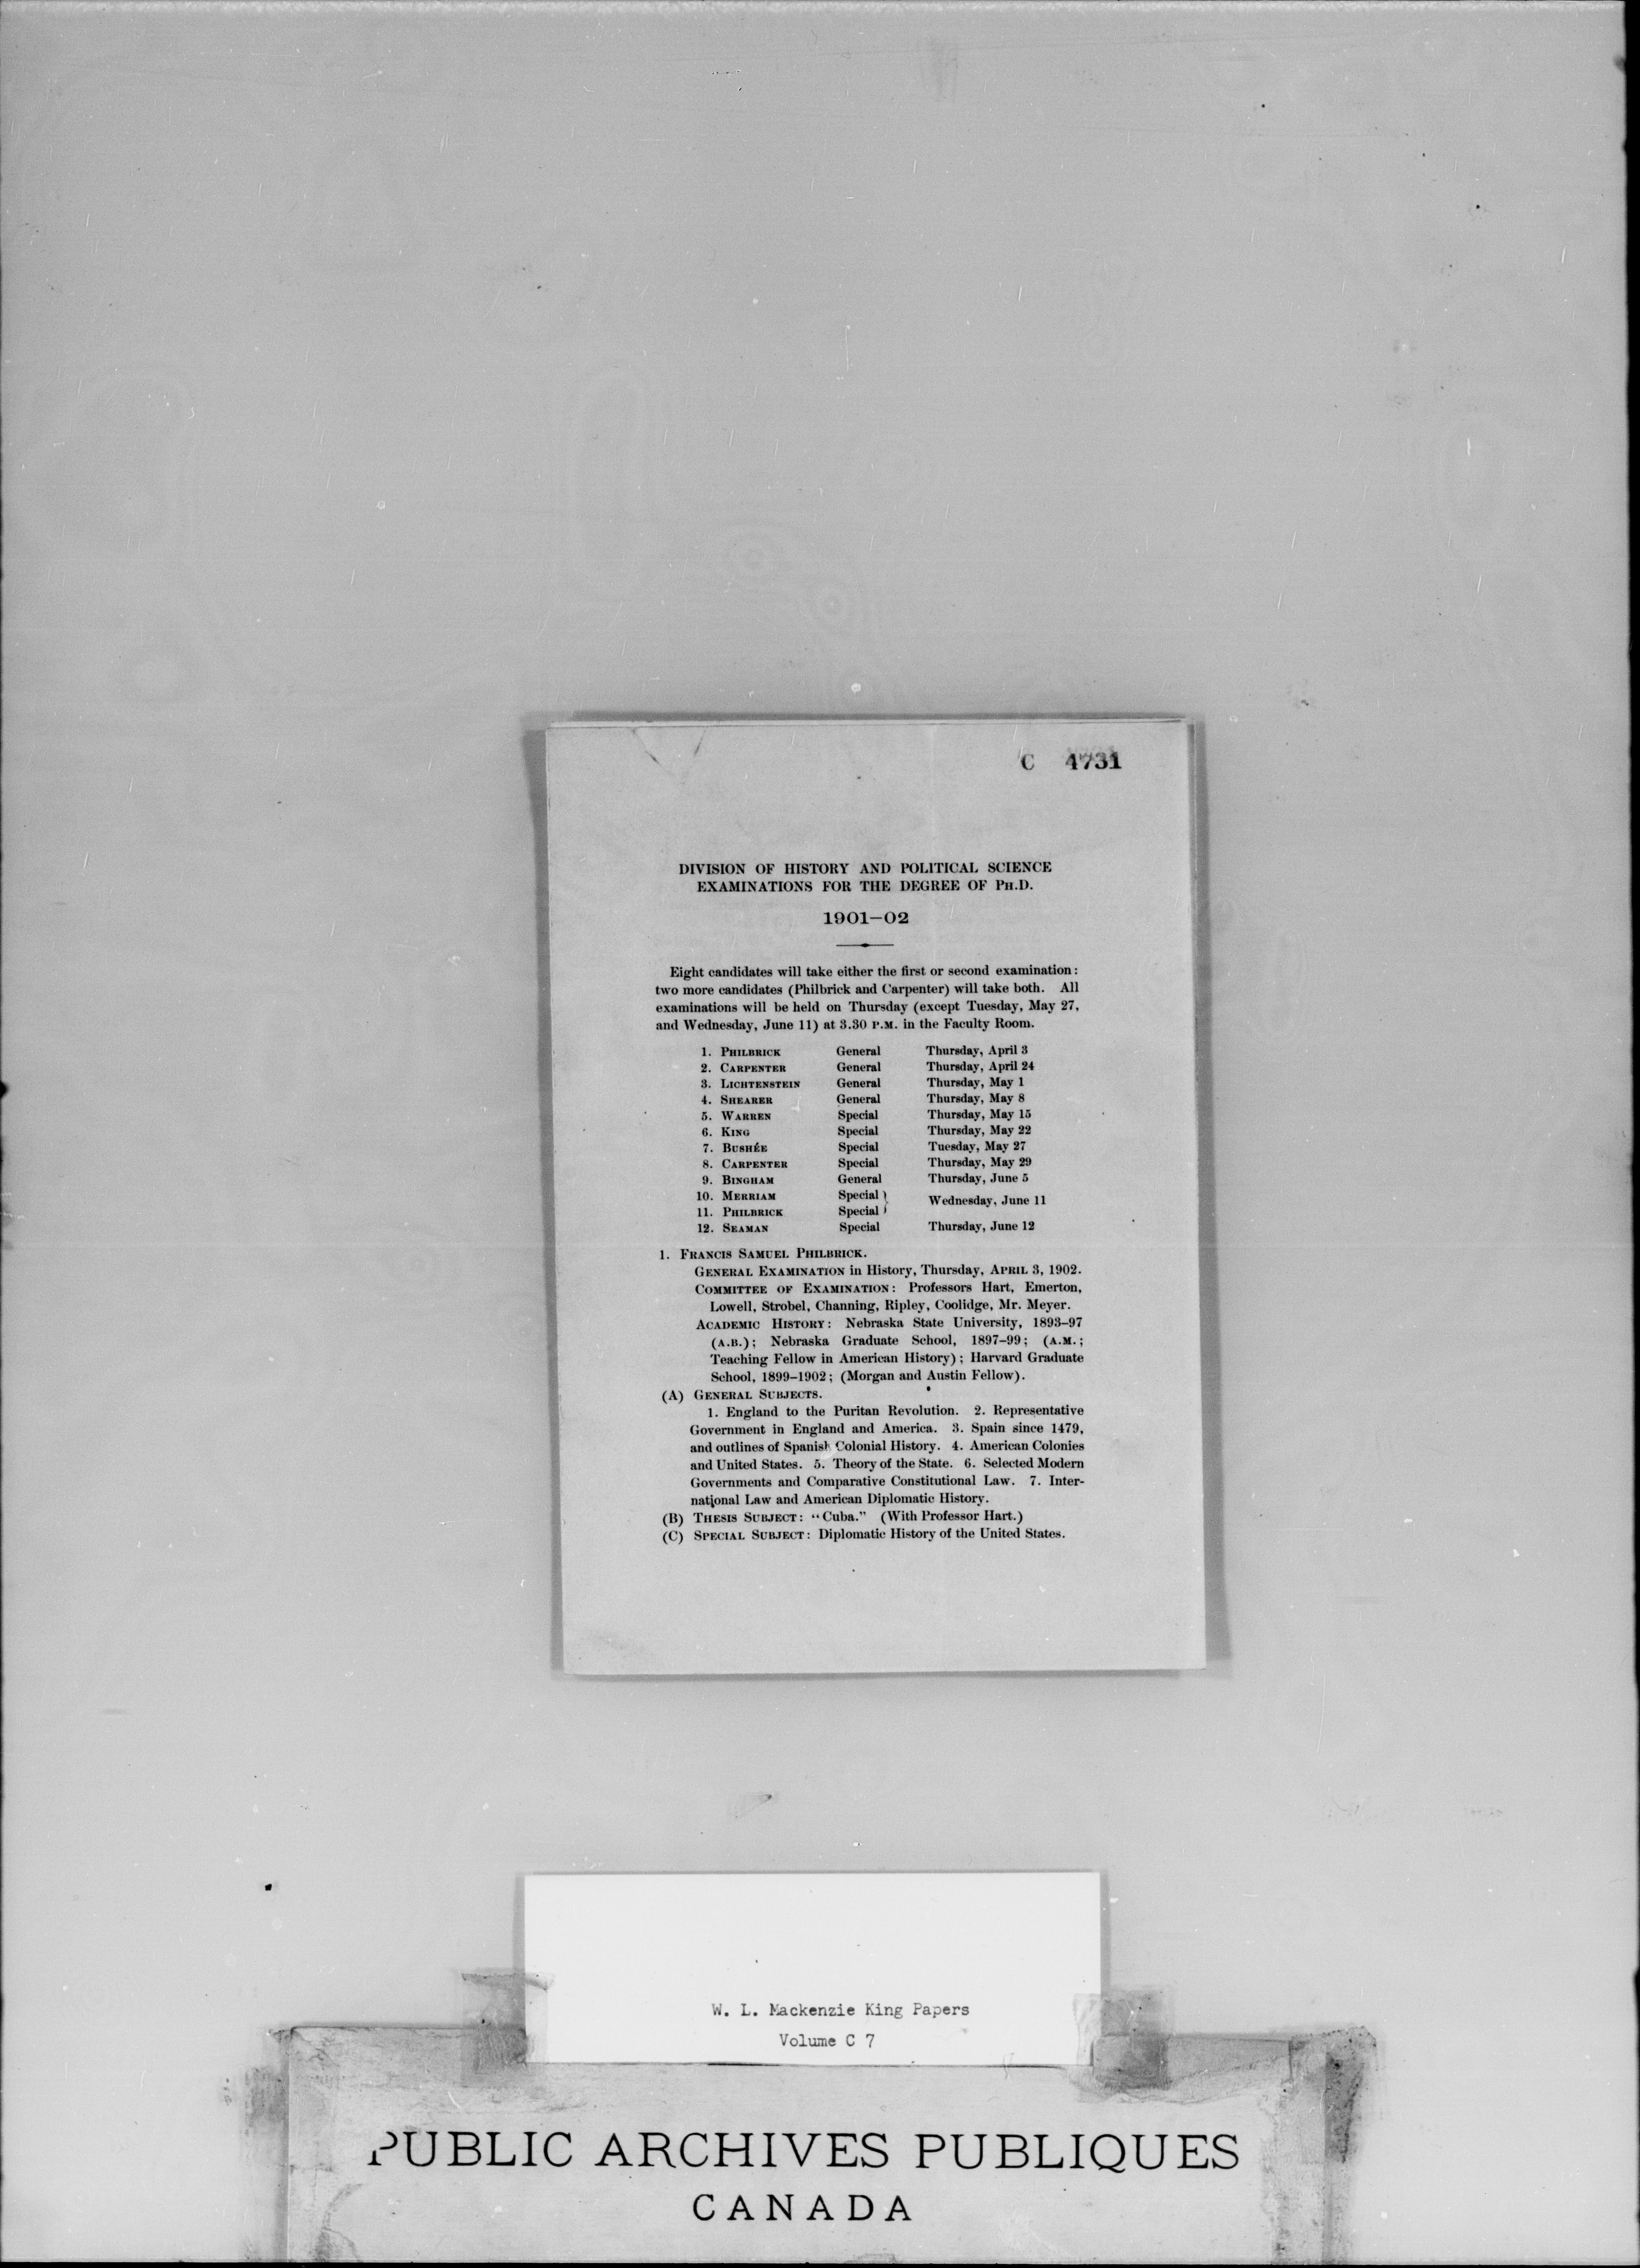 C 4731
DIVISION OF HISTORY AND POLITICAL SCIENCE
EXAMINATIONS FOR THE DEGREE OF PH.D.
1901–02
Eight candidates will take either the first or second examination:
two more candidates (Philbrick and Carpenter) will take both. All
examinations will be held on Thursday (except Tuesday, May 27,
and Wednesday, June 11) at 3.30 P.M. in the Faculty Room.
1. PHILBRICK General Thursday, April 3
2. CARPENTER General Thursday, April 24
3. LICHTENSTEIN General Thursday, May 1
4. SHEARER General Thursday, May 8
5. WARREN Special Thursday, May 15
6. KING Special Thursday, May 22
7. BUSHÉE Special Tuesday, May 27
8. CARPENTER Special Thursday, May 29
9. BINGHAM General Thursday, June 5
10. MERRIAM Special } Wednesday, June 11
11. PHILBRICK Special
12. SEAMAN Special Thursday, June 12
1. FRANCIS SAMUEL PHILBRICK.
GENERAL EXAMINATION in History, Thursday, APRIL 3, 1902.
COMMITTEE OF EXAMINATION: Professors Hart, Emerton,
Lowell, Strobel, Channing, Ripley, Coolidge, Mr. Meyer.
ACADEMIC HISTORY: Nebraska State University, 1893–97
(A.B.); Nebraska Graduate School, 1897–99; (A.M.;
Teaching Fellow in American History); Harvard Graduate
School, 1899–1902; (Morgan and Austin Fellow).
(A) GENERAL SUBJECTS.
1. England to the Puritan Revolution. 2. Representative
Government in England and America. 3. Spain since 1479,
and outlines of Spanish Colonial History. 4. American Colonies
and United States. 5. Theory of the State. 6. Selected Modern
Governments and Comparative Constitutional Law. 7. Inter-
national Law and American Diplomatic History.
(B) THESIS SUBJECT: "Cuba." (With Professor Hart.)
(C) SPECIAL SUBJECT: Diplomatic History of the United States.
W. L. Mackenzie King Papers
Volume C 7
PUBLIC ARCHIVES PUBLIQUES
CANADA